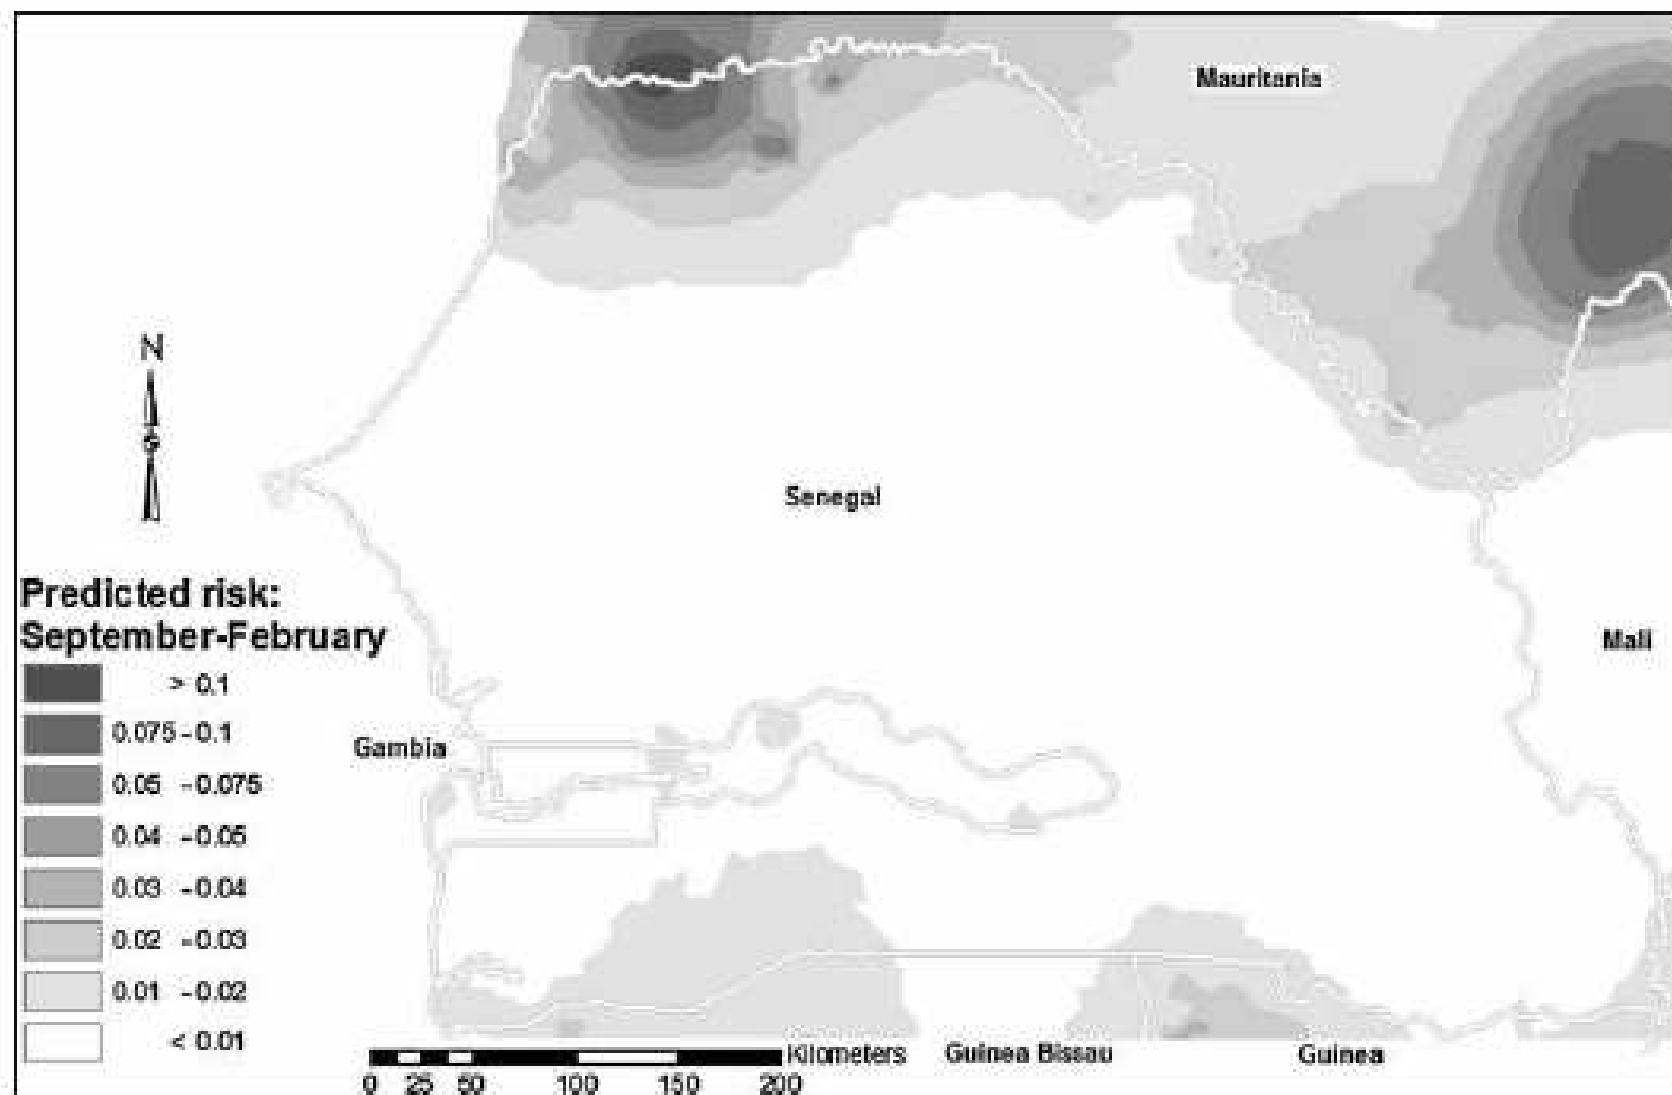 Mauritania
N
Senegal
Predicted risk:
September-February
Mali
> 0.1
0.075 - 0.1
Gambia
0.05 - 0.075
0.04 - 0.05
0.03 - 0.04
0.02 - 0.03
0.01 - 0.02
< 0.01
Kilometers
Guinea Bissau
Guinea
0 25 50 100 150 200